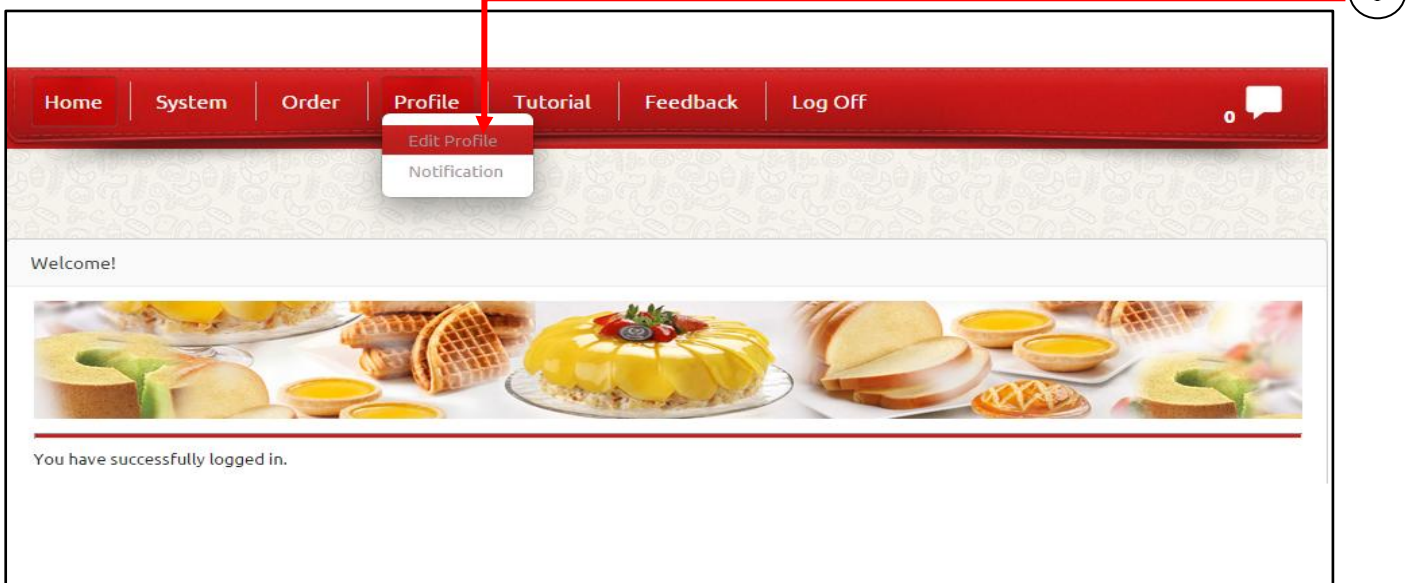 Home System Order Profile Tutorial Feedback Log Off 0
Edit Profile
Notification
Welcome!
You have successfully logged in.